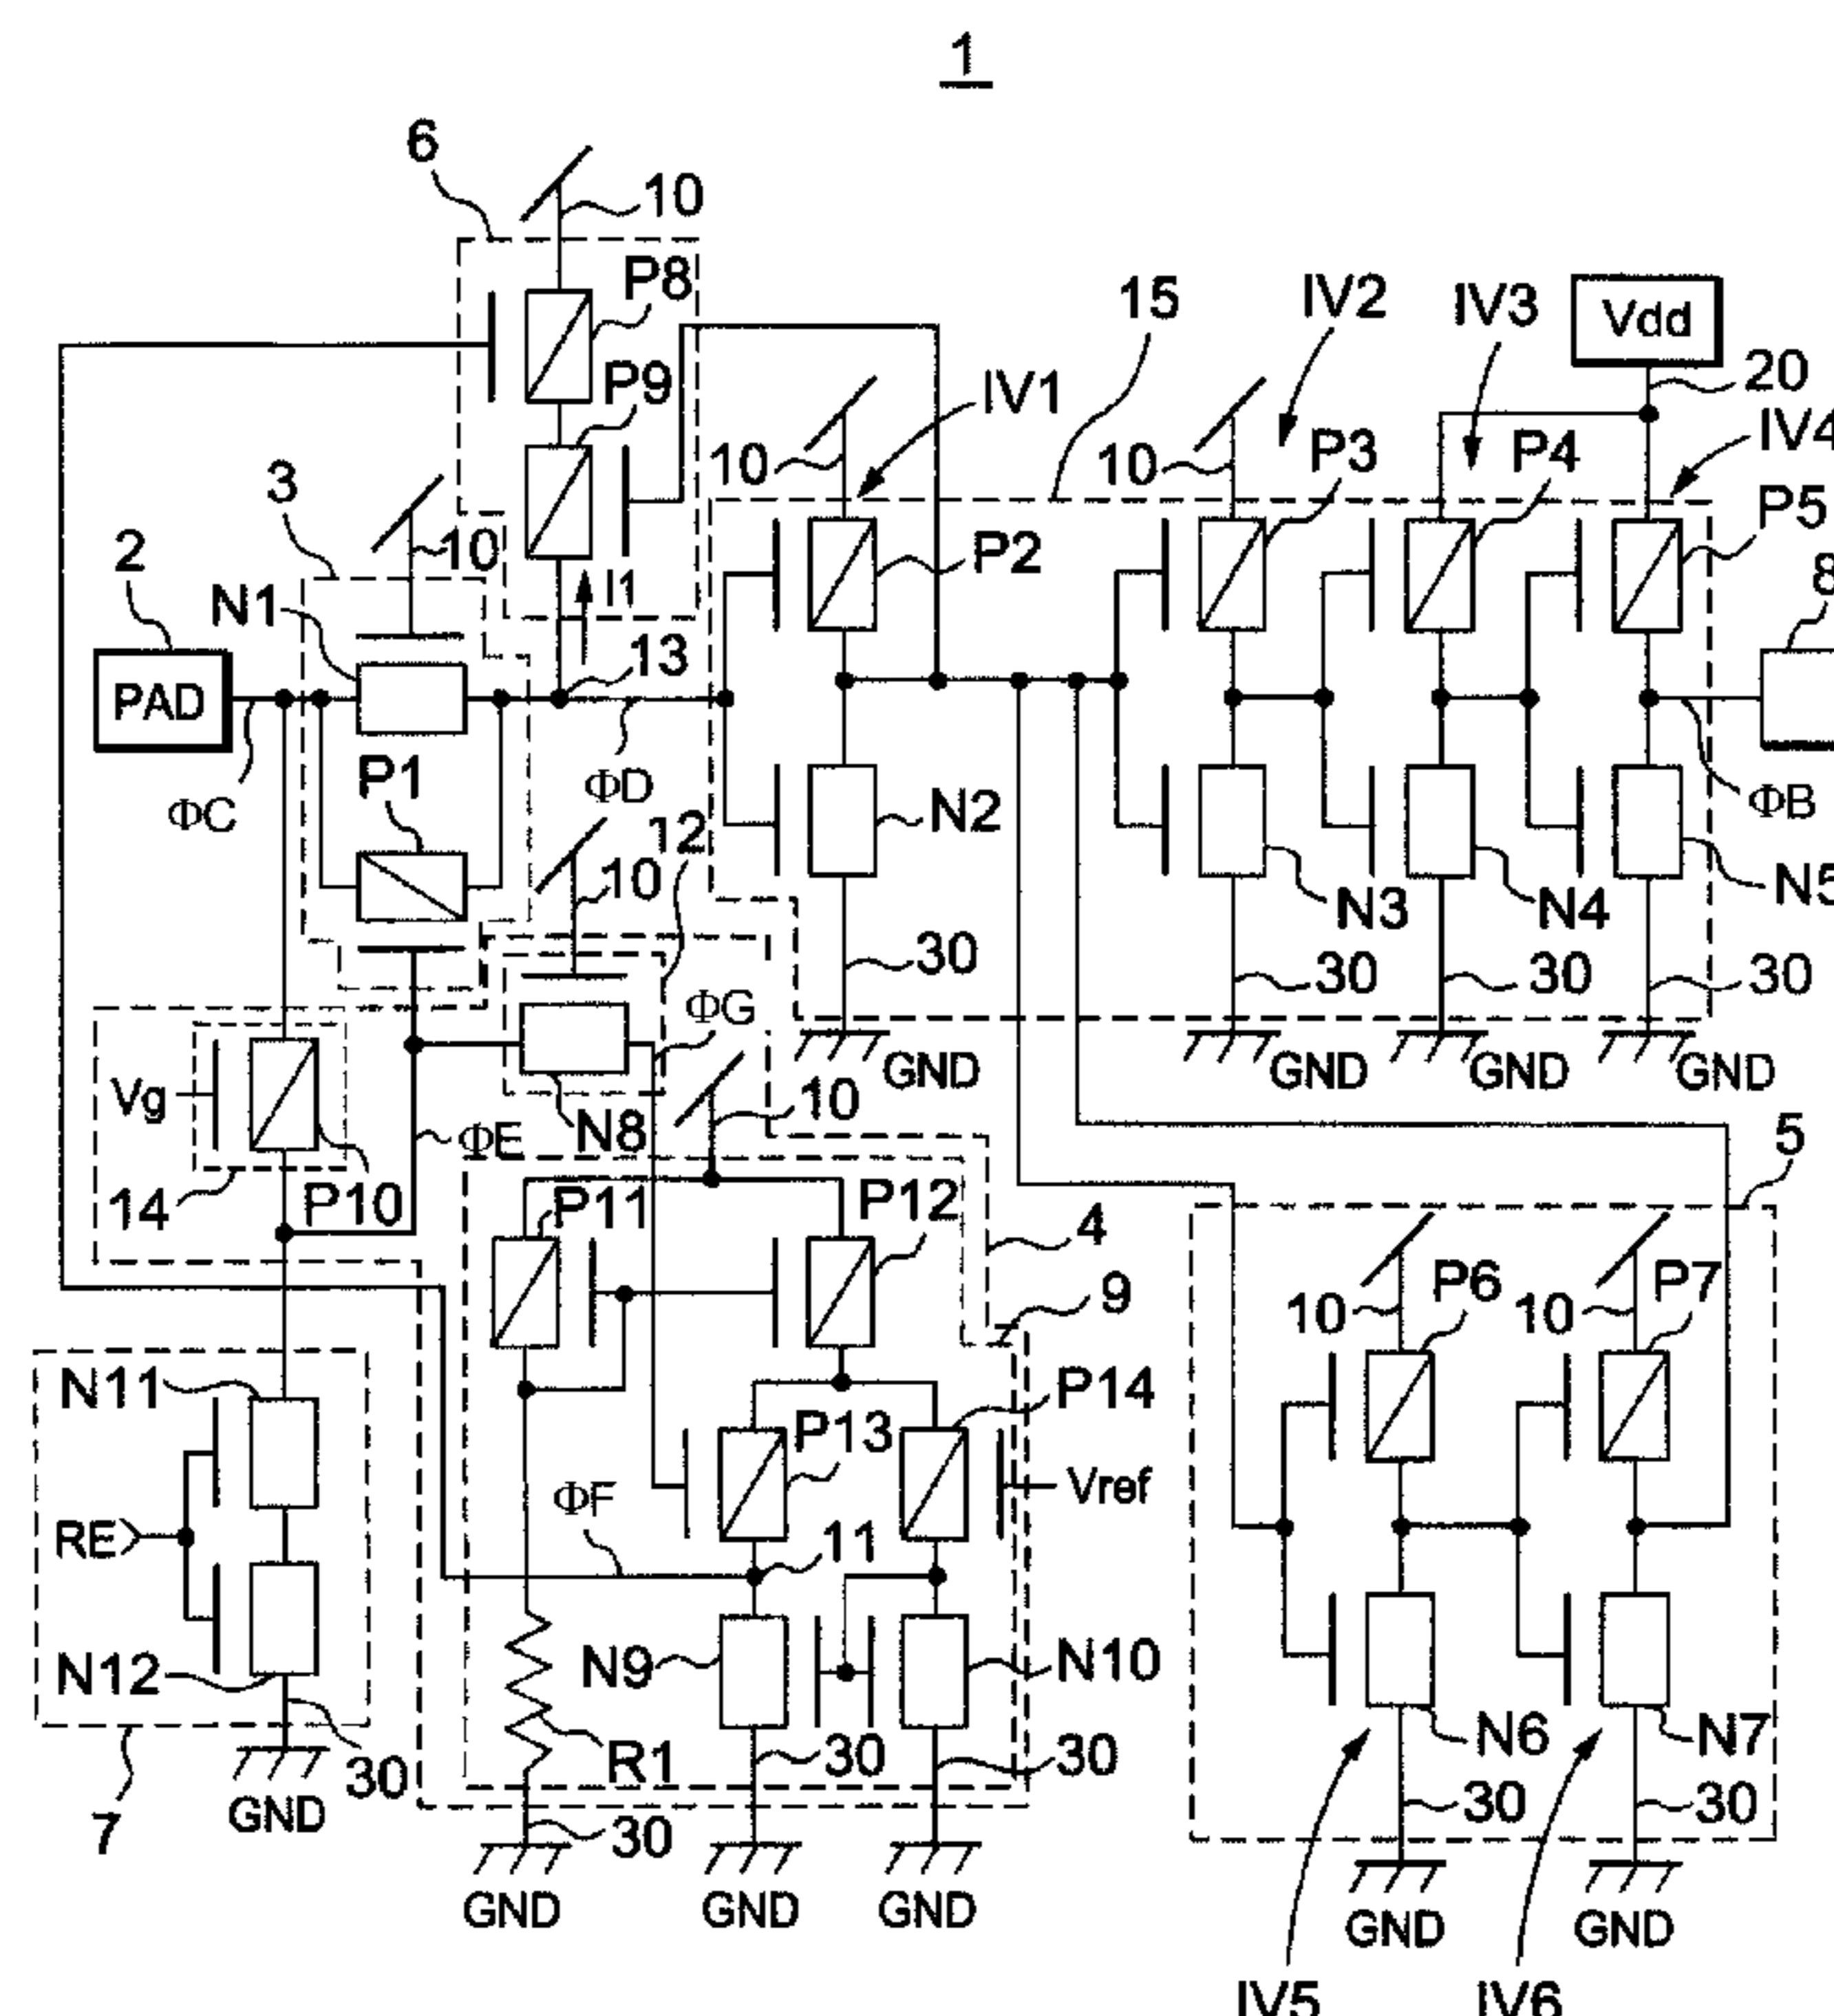 1
6
10
P8
15
IV2
IV3
Vdd
P9
IV1
20
10
10
P3
P4
IV4
3
10
P2
P5
2
I1
8
N1
13
PAD
P1
ΦD
ΦC
N2
ΦB
12
10
N3
N4
N5
30
30
30
30
ΦG
GND
GND
GND
GND
Vg
10
N8
ΦE
5
14
P10
P11
P12
4
P6
P7
9
10
10
N11
P14
P13
Vref
ΦF
RE
11
N9
N10
N12
N6
N7
R1
30
30
30
30
30
30
7
GND
GND
GND
GND
GND
GND
IV5
IV6